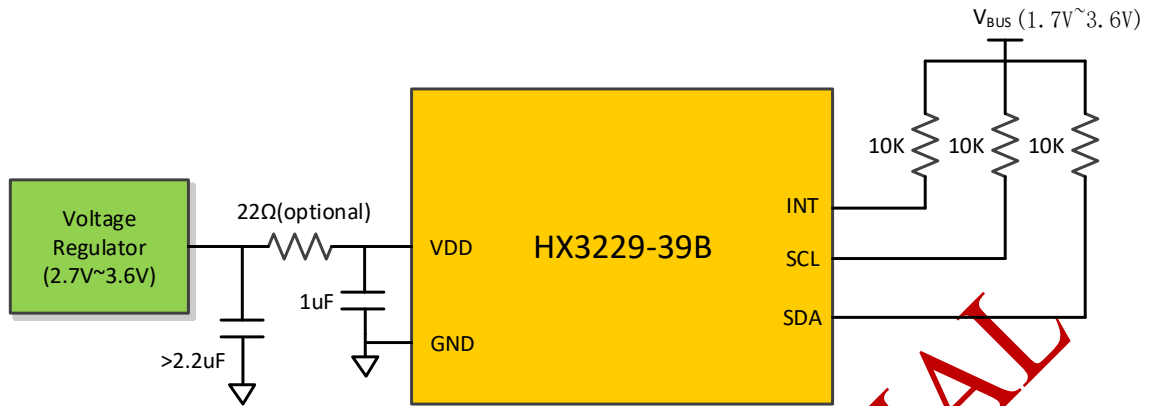 VBUS (1.7V~3.6V)
10K
10K
10K
Voltage
Regulator
(2.7V~3.6V)
22Ω(optional)
>2.2uF
1uF
VDD
GND
HX3229-39B
INT
SCL
SDA
AL